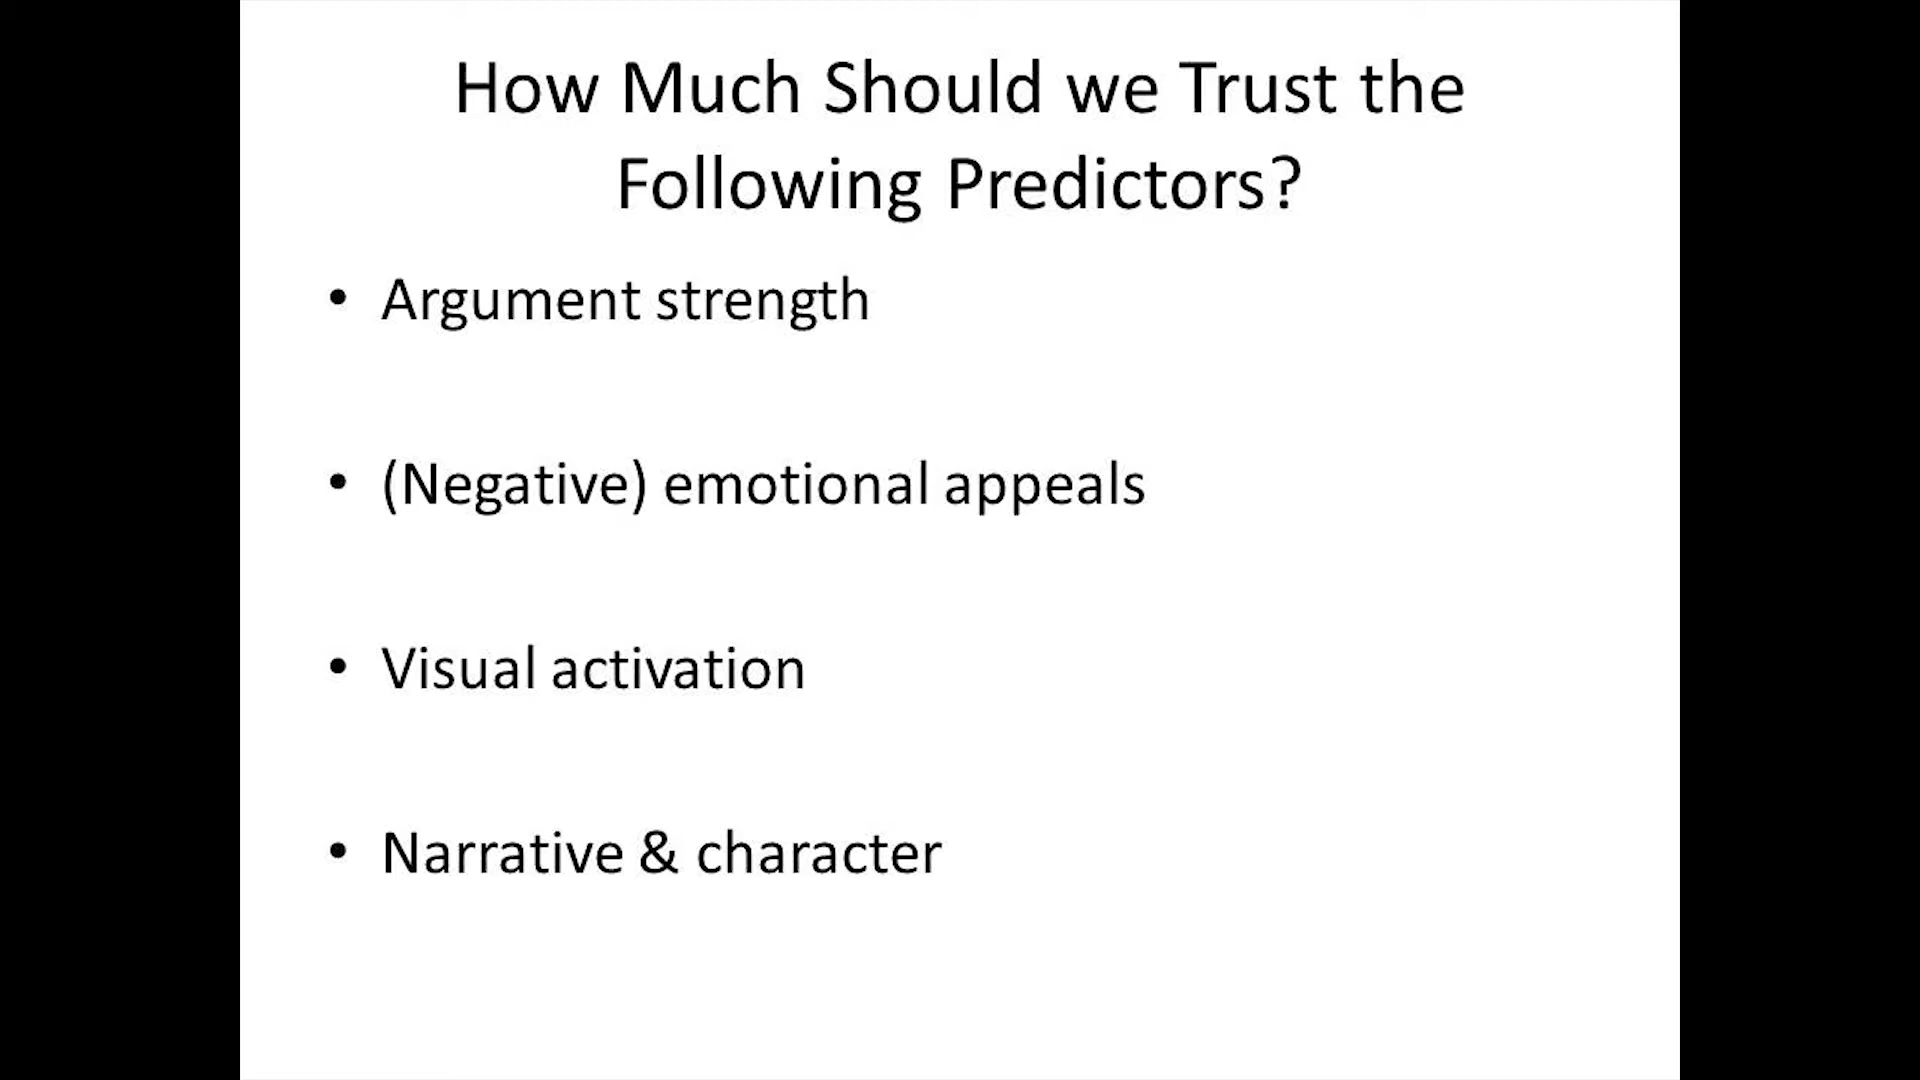 How Much Should we Trust the
Following Predictors?
• Argument strength
• (Negative) emotional appeals
• Visual activation
• Narrative & character